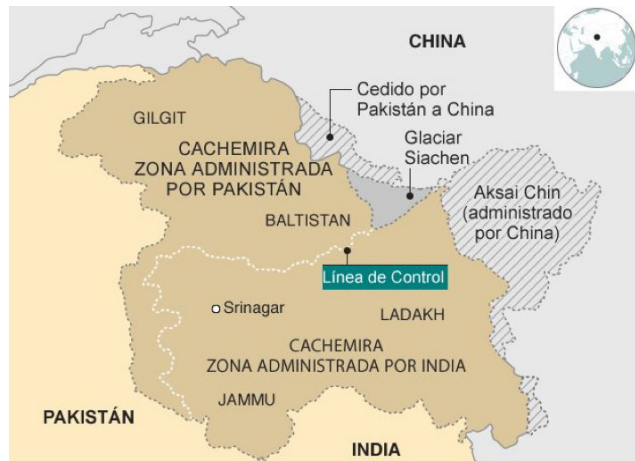 CHINA
Cedido por
Pakistán a China
GILGIT
Glaciar
Siachen
CACHEMIRA
ZONA ADMINISTRADA
POR PAKISTÁN
Aksai Chin
(administrado
por China)
BALTISTAN
Línea de Control
Srinagar
LADAKH
CACHEMIRA
ZONA ADMINISTRADA POR INDIA
JAMMU
PAKISTÁN
INDIA